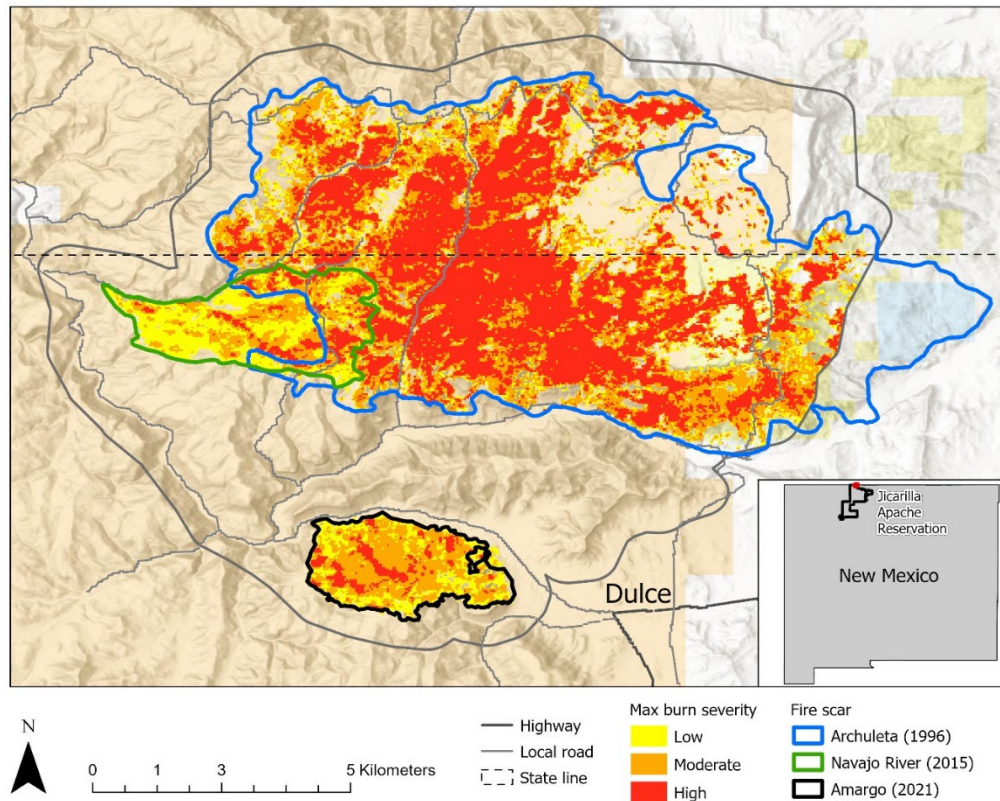 Jicarilla
Apache
Reservation
New Mexico
Dulce
N
0 1 3 5 Kilometers
Highway
Local road
State line
Max burn severity
Low
Moderate
High
Fire scar
Archuleta (1996)
Navajo River (2015)
Amargo (2021)